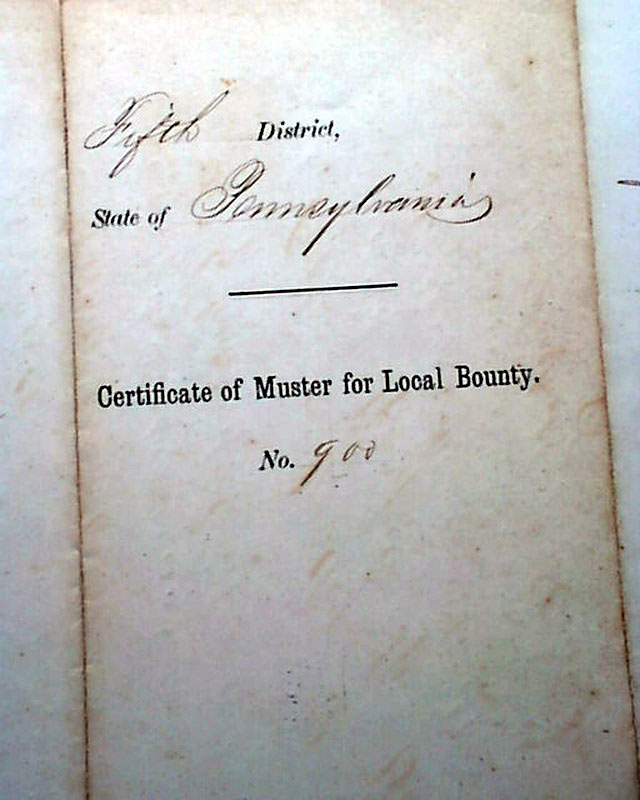 Fifth District,
State of Pennsylvania
Certificate of Muster for Local Bounty.
No. 900